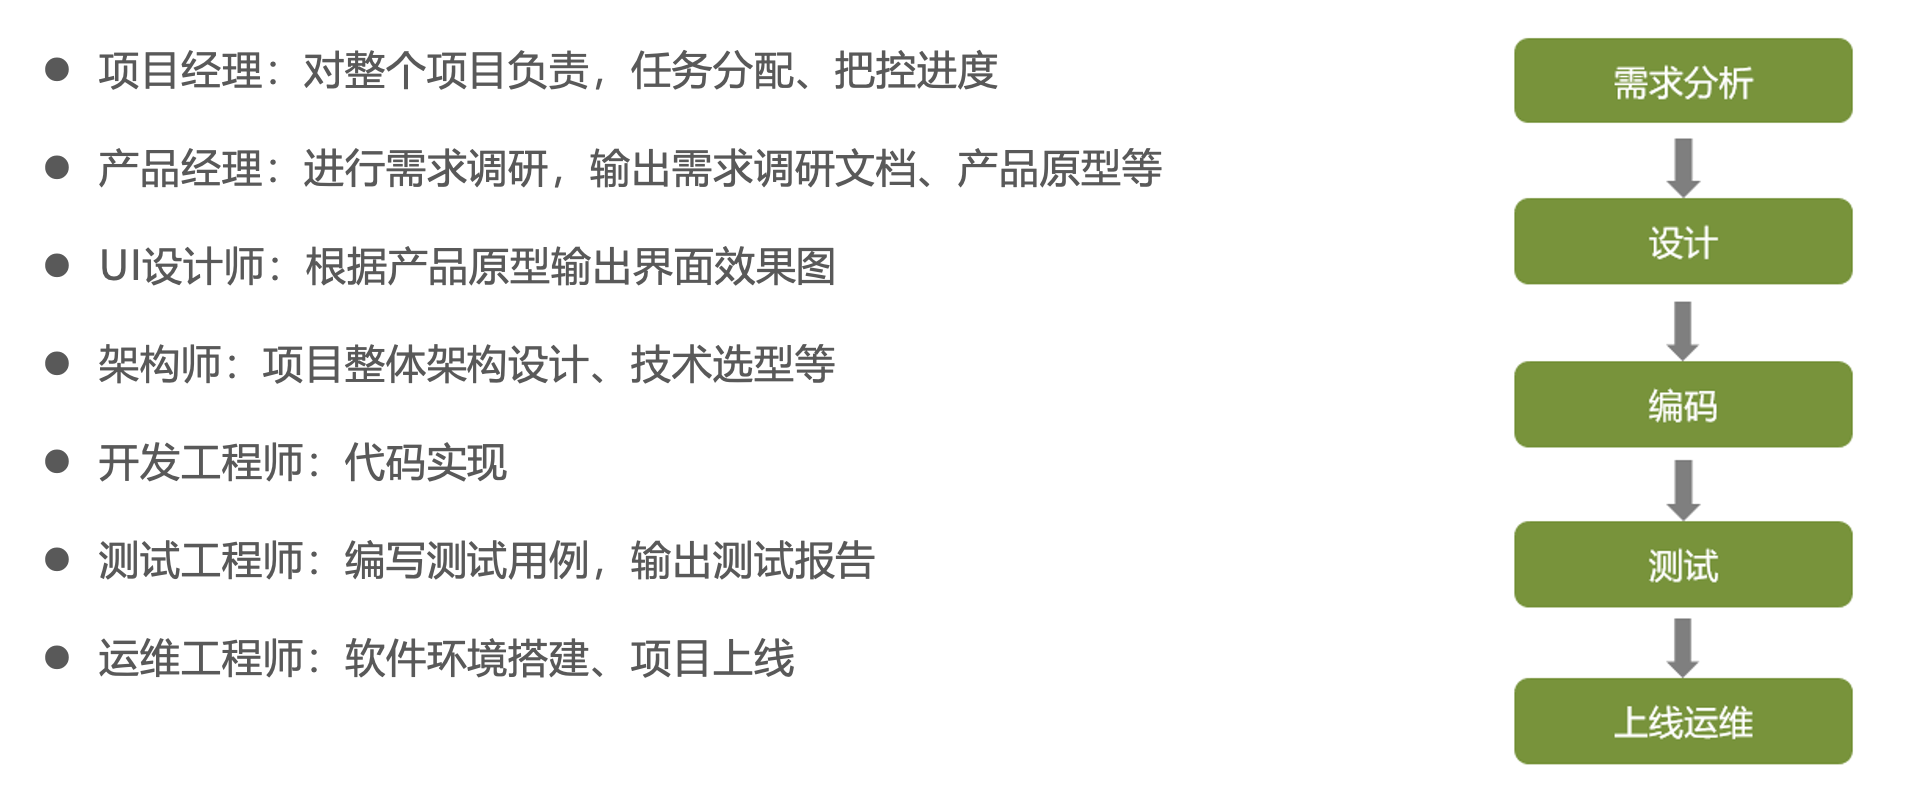 ● 项目经理：对整个项目负责，任务分配、把控进度
● 产品经理：进行需求调研，输出需求调研文档、产品原型等
● UI设计师：根据产品原型输出界面效果图
● 架构师：项目整体架构设计、技术选型等
● 开发工程师：代码实现
● 测试工程师：编写测试用例，输出测试报告
● 运维工程师：软件环境搭建、项目上线
需求分析
设计
编码
测试
上线运维